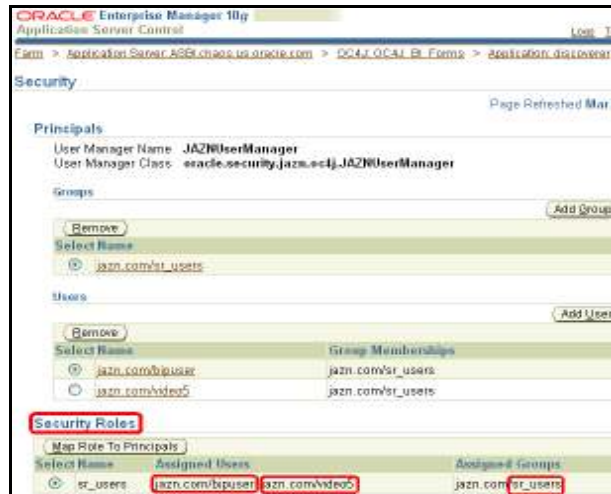 ORACLE Enterprise Manager 10g
Application Server Control
Logs
Farm > Application Server: ASBI.chaos.us.oracle.com > OC4J: OC4J_BI_Forms > Application: discoverer
Security
Page Refreshed Mar
Principals
User Manager Name JAZNUserManager
User Manager Class oracle.security.jazn.oc4j.JAZNUserManager
Groups
Add Group
Remove
Select Name
jazn.com/sr_users
Users
Add User
Remove
Select Name Group Memberships
jazn.com/bipuser jazn.com/sr_users
jazn.com/video5 jazn.com/sr_users
Security Roles
Map Role To Principals
Select Name Assigned Users Assigned Groups
sr_users jazn.com/bipuser jazn.com/video5 jazn.com/sr_users